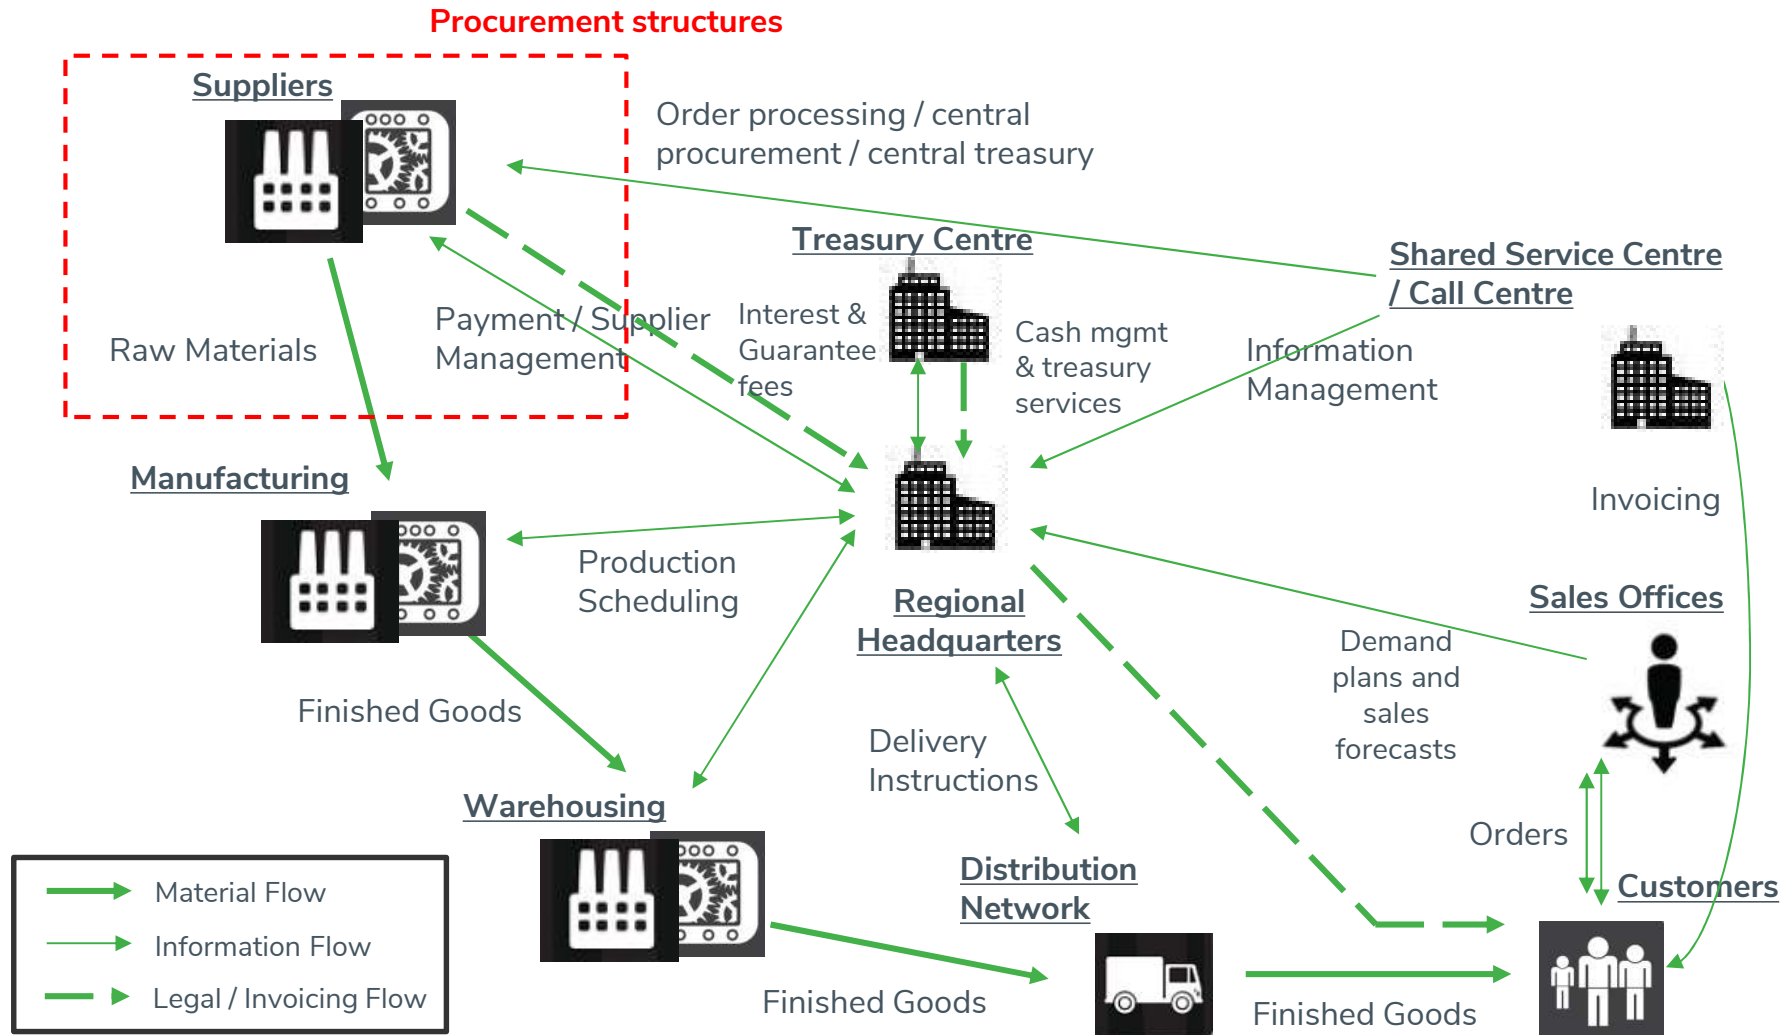 Procurement structures
Suppliers
Order processing / central
procurement / central treasury
Treasury Centre
Shared Service Centre
/ Call Centre
Raw Materials
Payment / Supplier
Management
Interest &
Guarantee
fees
Cash mgmt
& treasury
services
Information
Management
Manufacturing
Invoicing
Production
Scheduling
Regional
Headquarters
Sales Offices
Demand
plans and
sales
forecasts
Finished Goods
Delivery
Instructions
Warehousing
Orders
Distribution
Network
Customers
Material Flow
Information Flow
Legal / Invoicing Flow
Finished Goods
Finished Goods